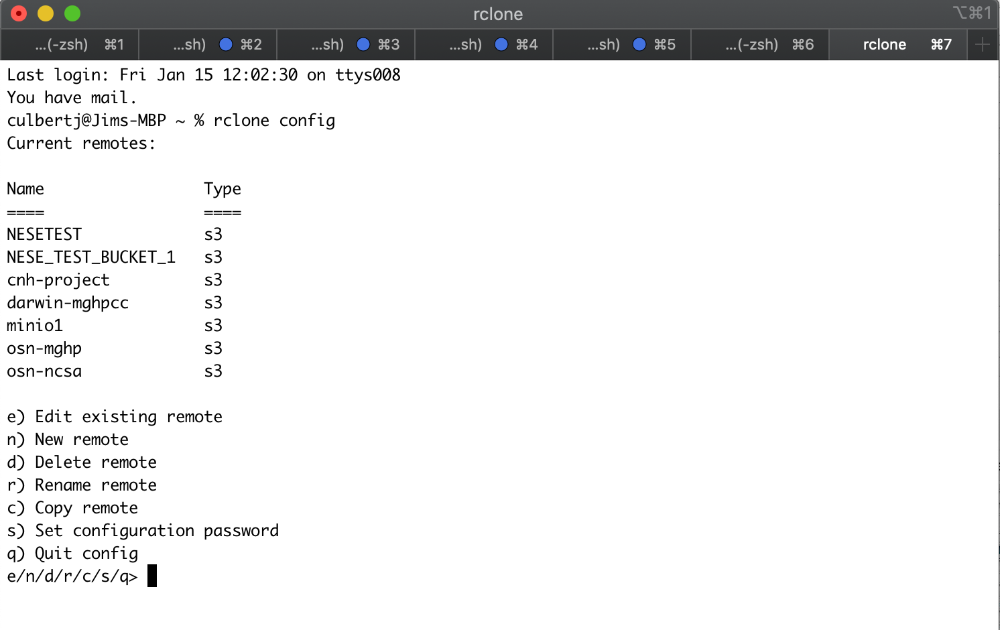 rclone
⌥⌘1
...(-zsh) ⌘1 ...sh) ⌘2 ...sh) ⌘3 ...sh) ⌘4 ...sh) ⌘5 ...(-zsh) ⌘6 rclone ⌘7 +
Last login: Fri Jan 15 12:02:30 on ttys008
You have mail.
culbertj@Jims-MBP ~ % rclone config
Current remotes:
Name Type
==== ====
NESETEST s3
NESE_TEST_BUCKET_1 s3
cnh-project s3
darwin-mghpcc s3
minio1 s3
osn-mghp s3
osn-ncsa s3
e) Edit existing remote
n) New remote
d) Delete remote
r) Rename remote
c) Copy remote
s) Set configuration password
q) Quit config
e/n/d/r/c/s/q>